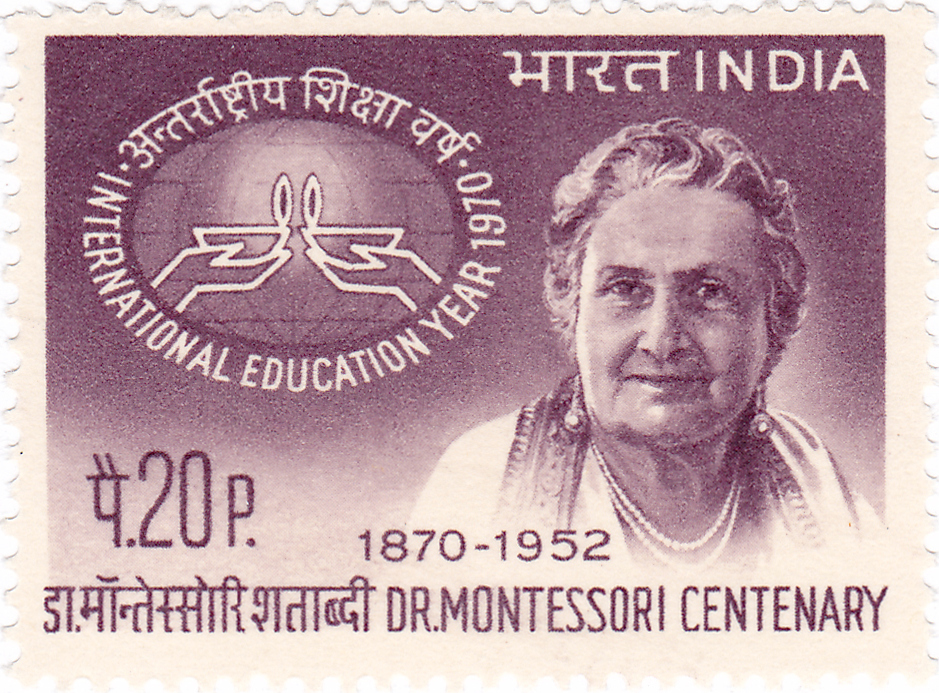 भारत INDIA
अन्तर्राष्ट्रीय शिक्षा वर्ष
INTERNATIONAL EDUCATION YEAR 1970
पै.20 P.
1870-1952
डा.मॉन्तेस्सोरि शताब्दी DR.MONTESSORI CENTENARY